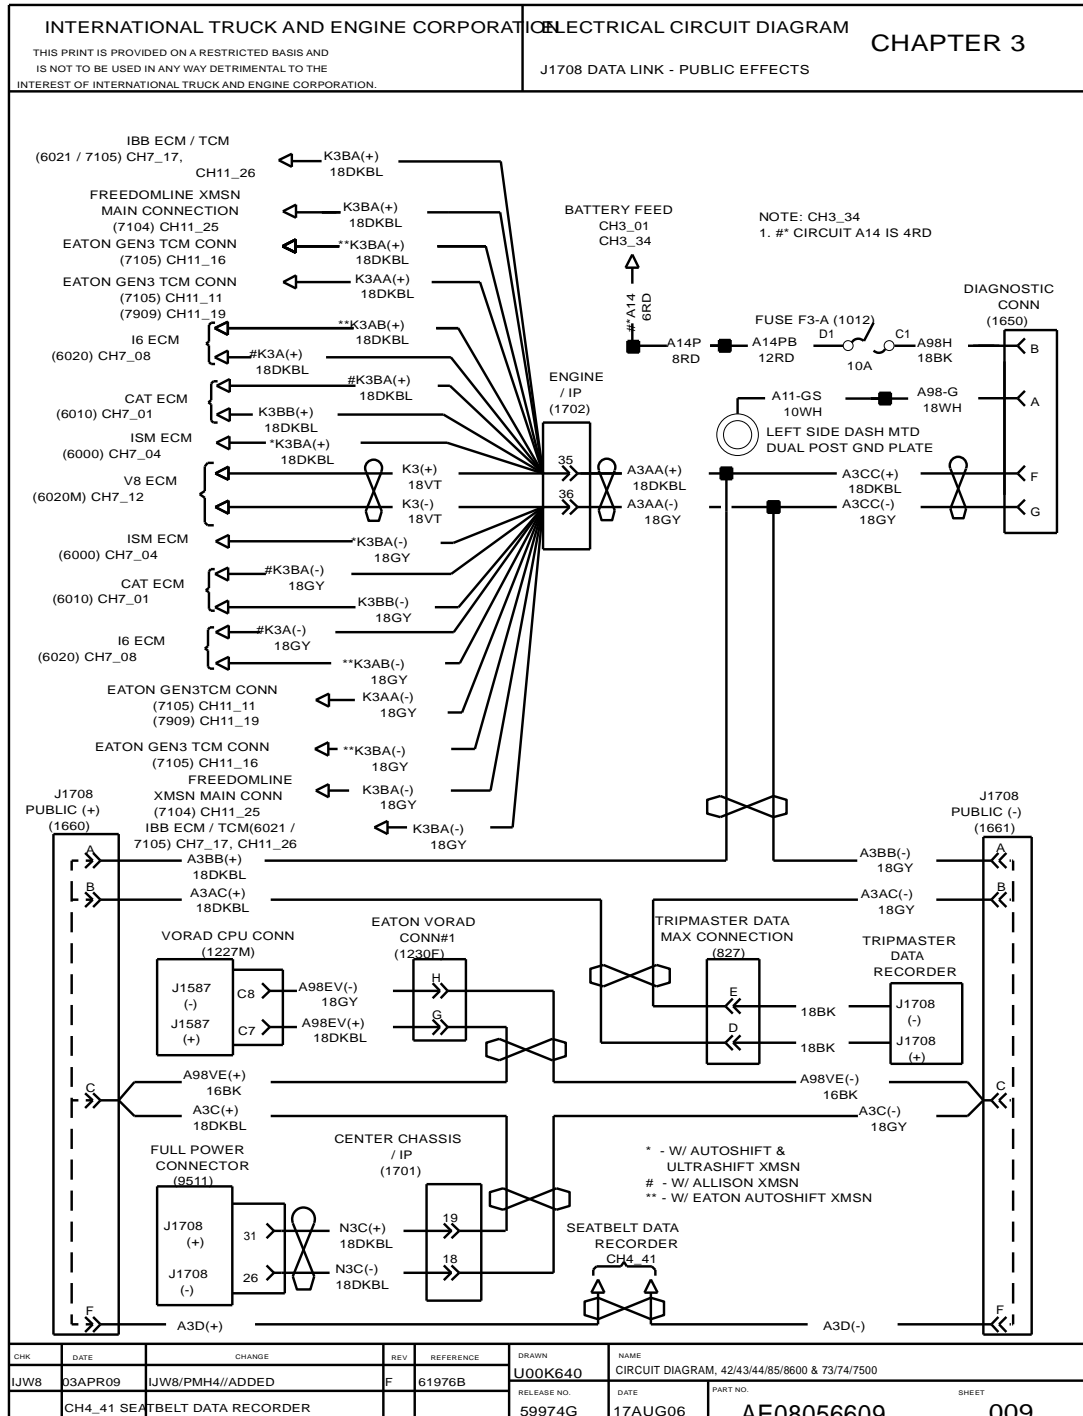 INTERNATIONAL TRUCK AND ENGINE CORPORATION
THIS PRINT IS PROVIDED ON A RESTRICTED BASIS AND
IS NOT TO BE USED IN ANY WAY DETRIMENTAL TO THE
INTEREST OF INTERNATIONAL TRUCK AND ENGINE CORPORATION.
ELECTRICAL CIRCUIT DIAGRAM
J1708 DATA LINK - PUBLIC EFFECTS
CHAPTER 3
IBB ECM / TCM
(6021 / 7105) CH7_17,
CH11_26
K3BA(+)
18DKBL
FREEDOMLINE XMSN
MAIN CONNECTION
(7104) CH11_25
K3BA(+)
18DKBL
EATON GEN3 TCM CONN
(7105) CH11_16
**K3BA(+)
18DKBL
EATON GEN3 TCM CONN
(7105) CH11_11
(7909) CH11_19
K3AA(+)
18DKBL
I6 ECM
(6020) CH7_08
**K3AB(+)
18DKBL
#K3A(+)
18DKBL
CAT ECM
(6010) CH7_01
#K3BA(+)
18DKBL
K3BB(+)
18DKBL
ISM ECM
(6000) CH7_04
*K3BA(+)
18DKBL
V8 ECM
(6020M) CH7_12
K3(+)
18VT
K3(-)
18VT
ISM ECM
(6000) CH7_04
*K3BA(-)
18GY
CAT ECM
(6010) CH7_01
#K3BA(-)
18GY
K3BB(-)
18GY
I6 ECM
(6020) CH7_08
#K3A(-)
18GY
**K3AB(-)
18GY
EATON GEN3TCM CONN
(7105) CH11_11
(7909) CH11_19
K3AA(-)
18GY
EATON GEN3 TCM CONN
(7105) CH11_16
**K3BA(-)
18GY
FREEDOMLINE
XMSN MAIN CONN
(7104) CH11_25
K3BA(-)
18GY
IBB ECM / TCM(6021 /
7105) CH7_17, CH11_26
K3BA(-)
18GY
BATTERY FEED
CH3_01
CH3_34
#*A14
6RD
NOTE: CH3_34
1. #* CIRCUIT A14 IS 4RD
A14P
8RD
A14PB
12RD
FUSE F3-A (1012)
D1
C1
10A
A98H
18BK
DIAGNOSTIC
CONN
(1650)
B
A
F
G
A11-GS
10WH
A98-G
18WH
LEFT SIDE DASH MTD
DUAL POST GND PLATE
ENGINE
/ IP
(1702)
35
36
A3AA(+)
18DKBL
A3AA(-)
18GY
A3CC(+)
18DKBL
A3CC(-)
18GY
J1708
PUBLIC (+)
(1660)
A
B
C
F
A3BB(+)
18DKBL
A3AC(+)
18DKBL
J1708
PUBLIC (-)
(1661)
A
B
C
F
A3BB(-)
18GY
A3AC(-)
18GY
VORAD CPU CONN
(1227M)
J1587
(-)
J1587
(+)
C8
C7
A98EV(-)
18GY
A98EV(+)
18DKBL
EATON VORAD
CONN#1
(1230F)
H
G
TRIPMASTER DATA
MAX CONNECTION
(827)
E
D
18BK
18BK
TRIPMASTER
DATA
RECORDER
J1708
(-)
J1708
(+)
A98VE(+)
16BK
A3C(+)
18DKBL
A98VE(-)
16BK
A3C(-)
18GY
FULL POWER
CONNECTOR
(9511)
J1708
(+)
J1708
(-)
31
26
N3C(+)
18DKBL
N3C(-)
18DKBL
CENTER CHASSIS
/ IP
(1701)
19
18
* - W/ AUTOSHIFT &
ULTRASHIFT XMSN
# - W/ ALLISON XMSN
** - W/ EATON AUTOSHIFT XMSN
SEATBELT DATA
RECORDER
CH4_41
A3D(+)
A3D(-)
CHK
DATE
CHANGE
REV
REFERENCE
IJW8
03APR09
IJW8/PMH4//ADDED
F
61976B
CH4_41 SEATBELT DATA RECORDER
DRAWN
U00K640
NAME
CIRCUIT DIAGRAM, 42/43/44/85/8600 & 73/74/7500
RELEASE NO.
59974G
DATE
17AUG06
PART NO.
AE08056609
SHEET
009